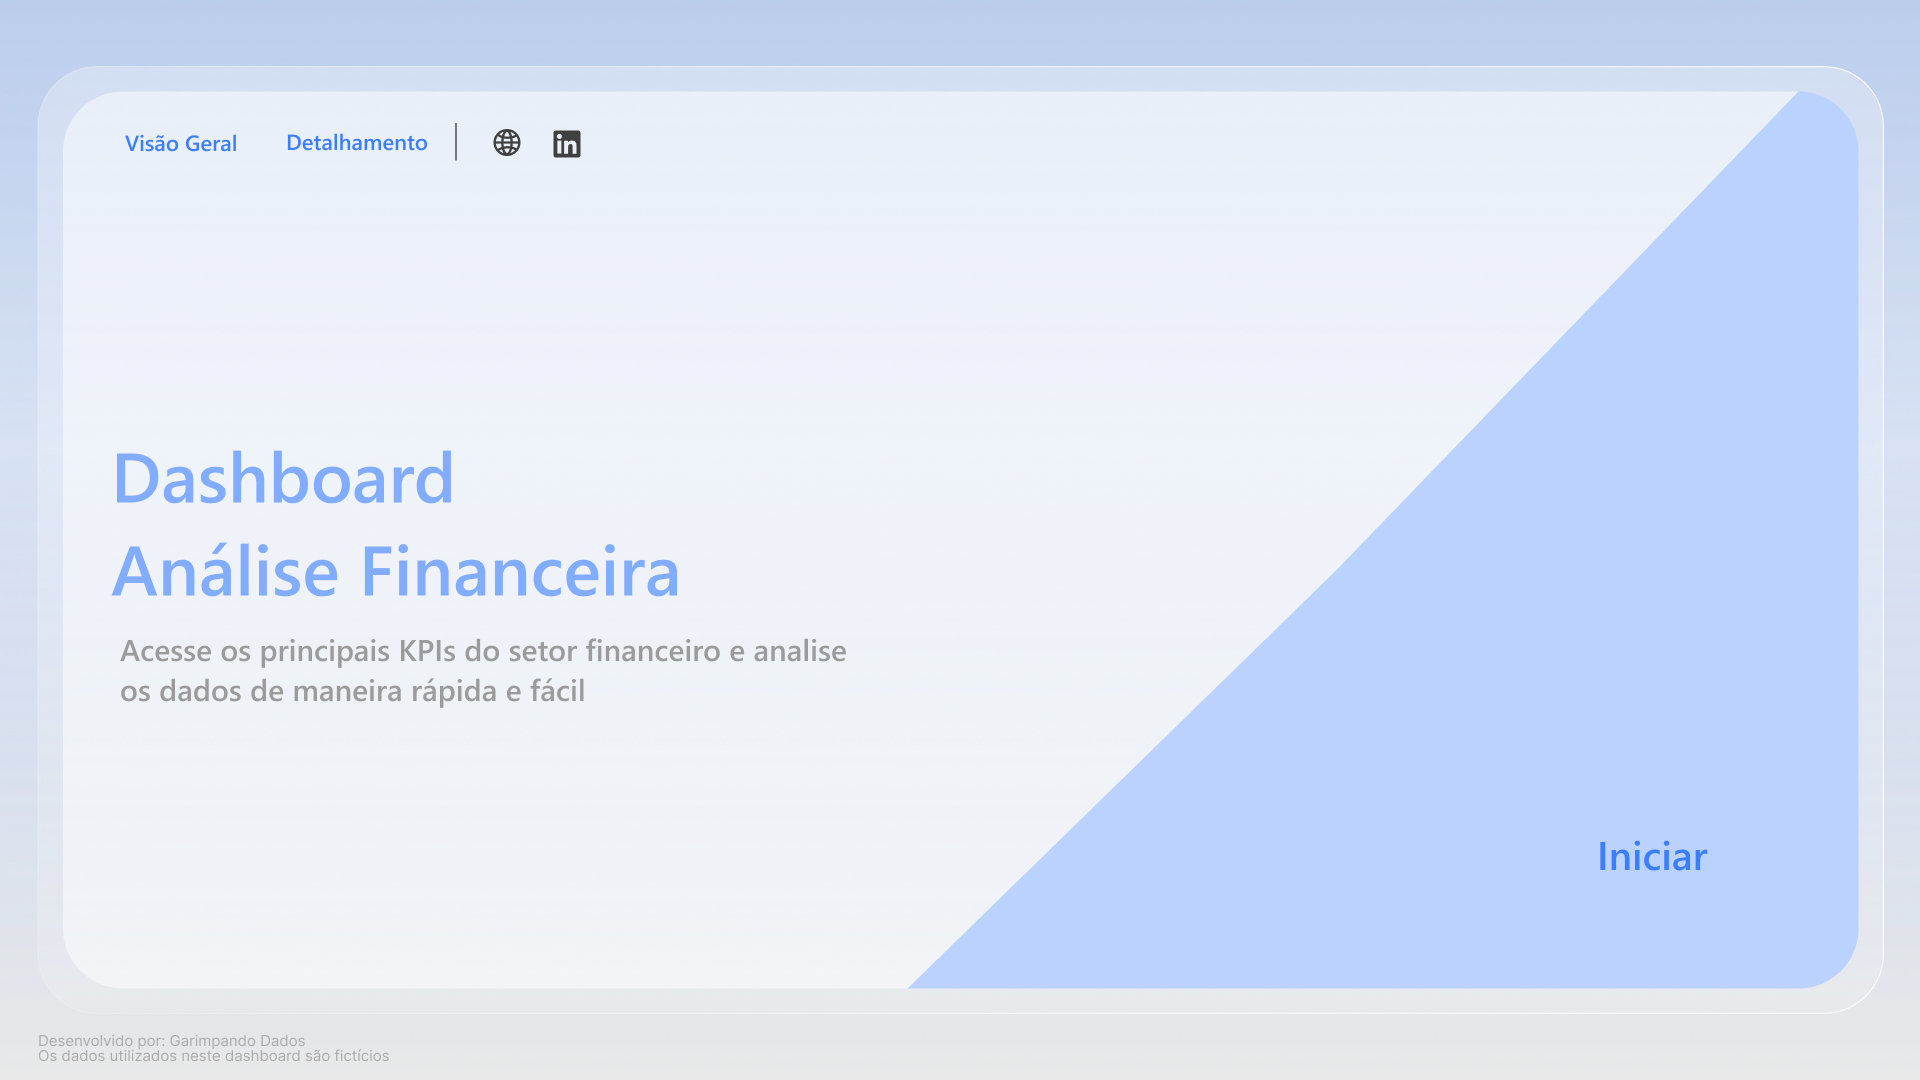 Visão Geral Detalhamento in
Dashboard
Análise Financeira
Acesse os principais KPIs do setor financeiro e analise
os dados de maneira rápida e fácil
Iniciar
Desenvolvido por: Garimpando Dados
Os dados utilizados neste dashboard são fictícios